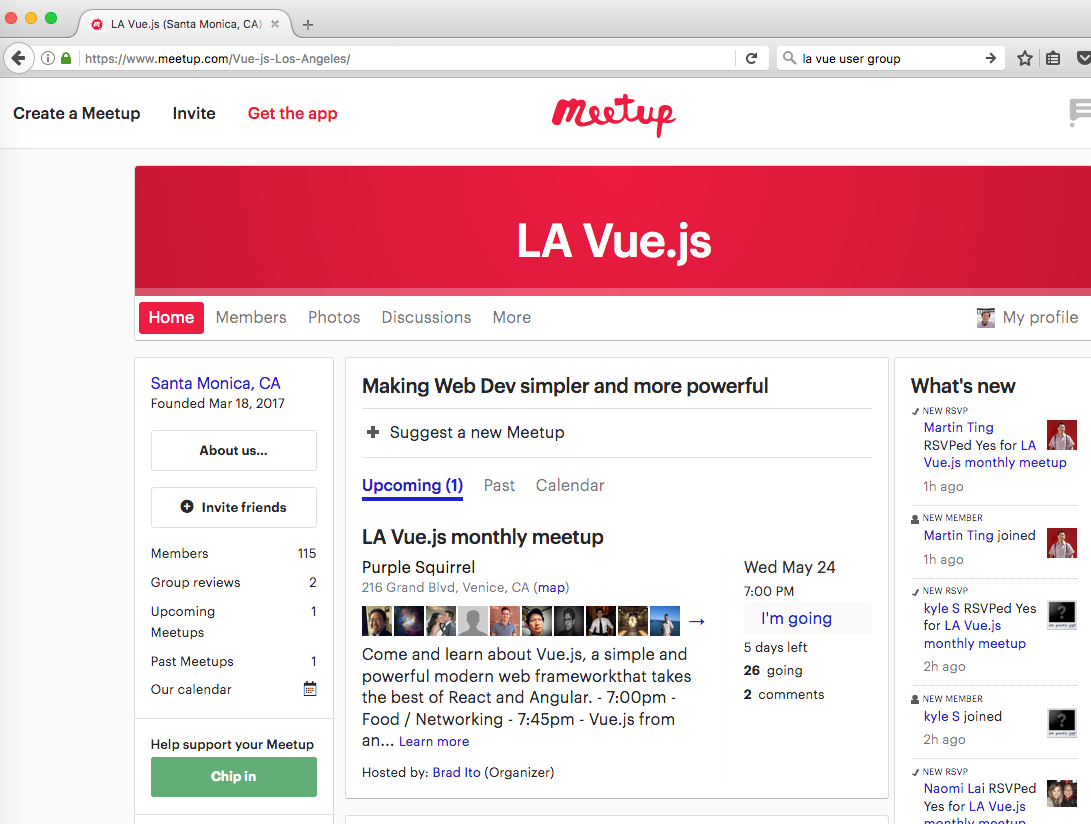 LA Vue.js (Santa Monica, CA)
https://www.meetup.com/Vue-js-Los-Angeles/
la vue user group
Create a Meetup
Invite
Get the app
meetup
LA Vue.js
Home
Members
Photos
Discussions
More
My profile
Santa Monica, CA
Founded Mar 18, 2017
About us...
Invite friends
Members 115
Group reviews 2
Upcoming 1
Meetups
Past Meetups 1
Our calendar
Help support your Meetup
Chip in
Making Web Dev simpler and more powerful
Suggest a new Meetup
Upcoming (1)
Past
Calendar
LA Vue.js monthly meetup
Purple Squirrel
216 Grand Blvd, Venice, CA (map)
Come and learn about Vue.js, a simple and
powerful modern web frameworkthat takes
the best of React and Angular. - 7:00pm -
Food / Networking - 7:45pm - Vue.js from
an... Learn more
Hosted by: Brad Ito (Organizer)
Wed May 24
7:00 PM
I'm going
5 days left
26 going
2 comments
What's new
NEW RSVP
Martin Ting
RSVPed Yes for LA
Vue.js monthly meetup
1h ago
NEW MEMBER
Martin Ting joined
1h ago
NEW RSVP
kyle S RSVPed Yes
for LA Vue.js
monthly meetup
2h ago
NEW MEMBER
kyle S joined
2h ago
NEW RSVP
Naomi Lai RSVPed
Yes for LA Vue.js
monthly meetup